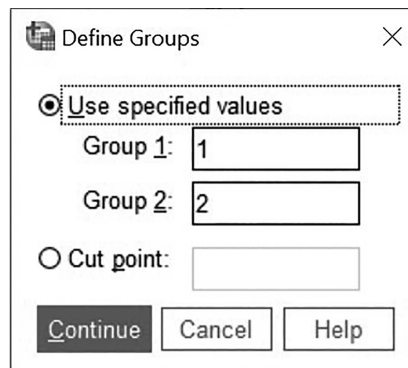 Define Groups
Use specified values
Group 1: 1
Group 2: 2
Cut point:
Continue Cancel Help